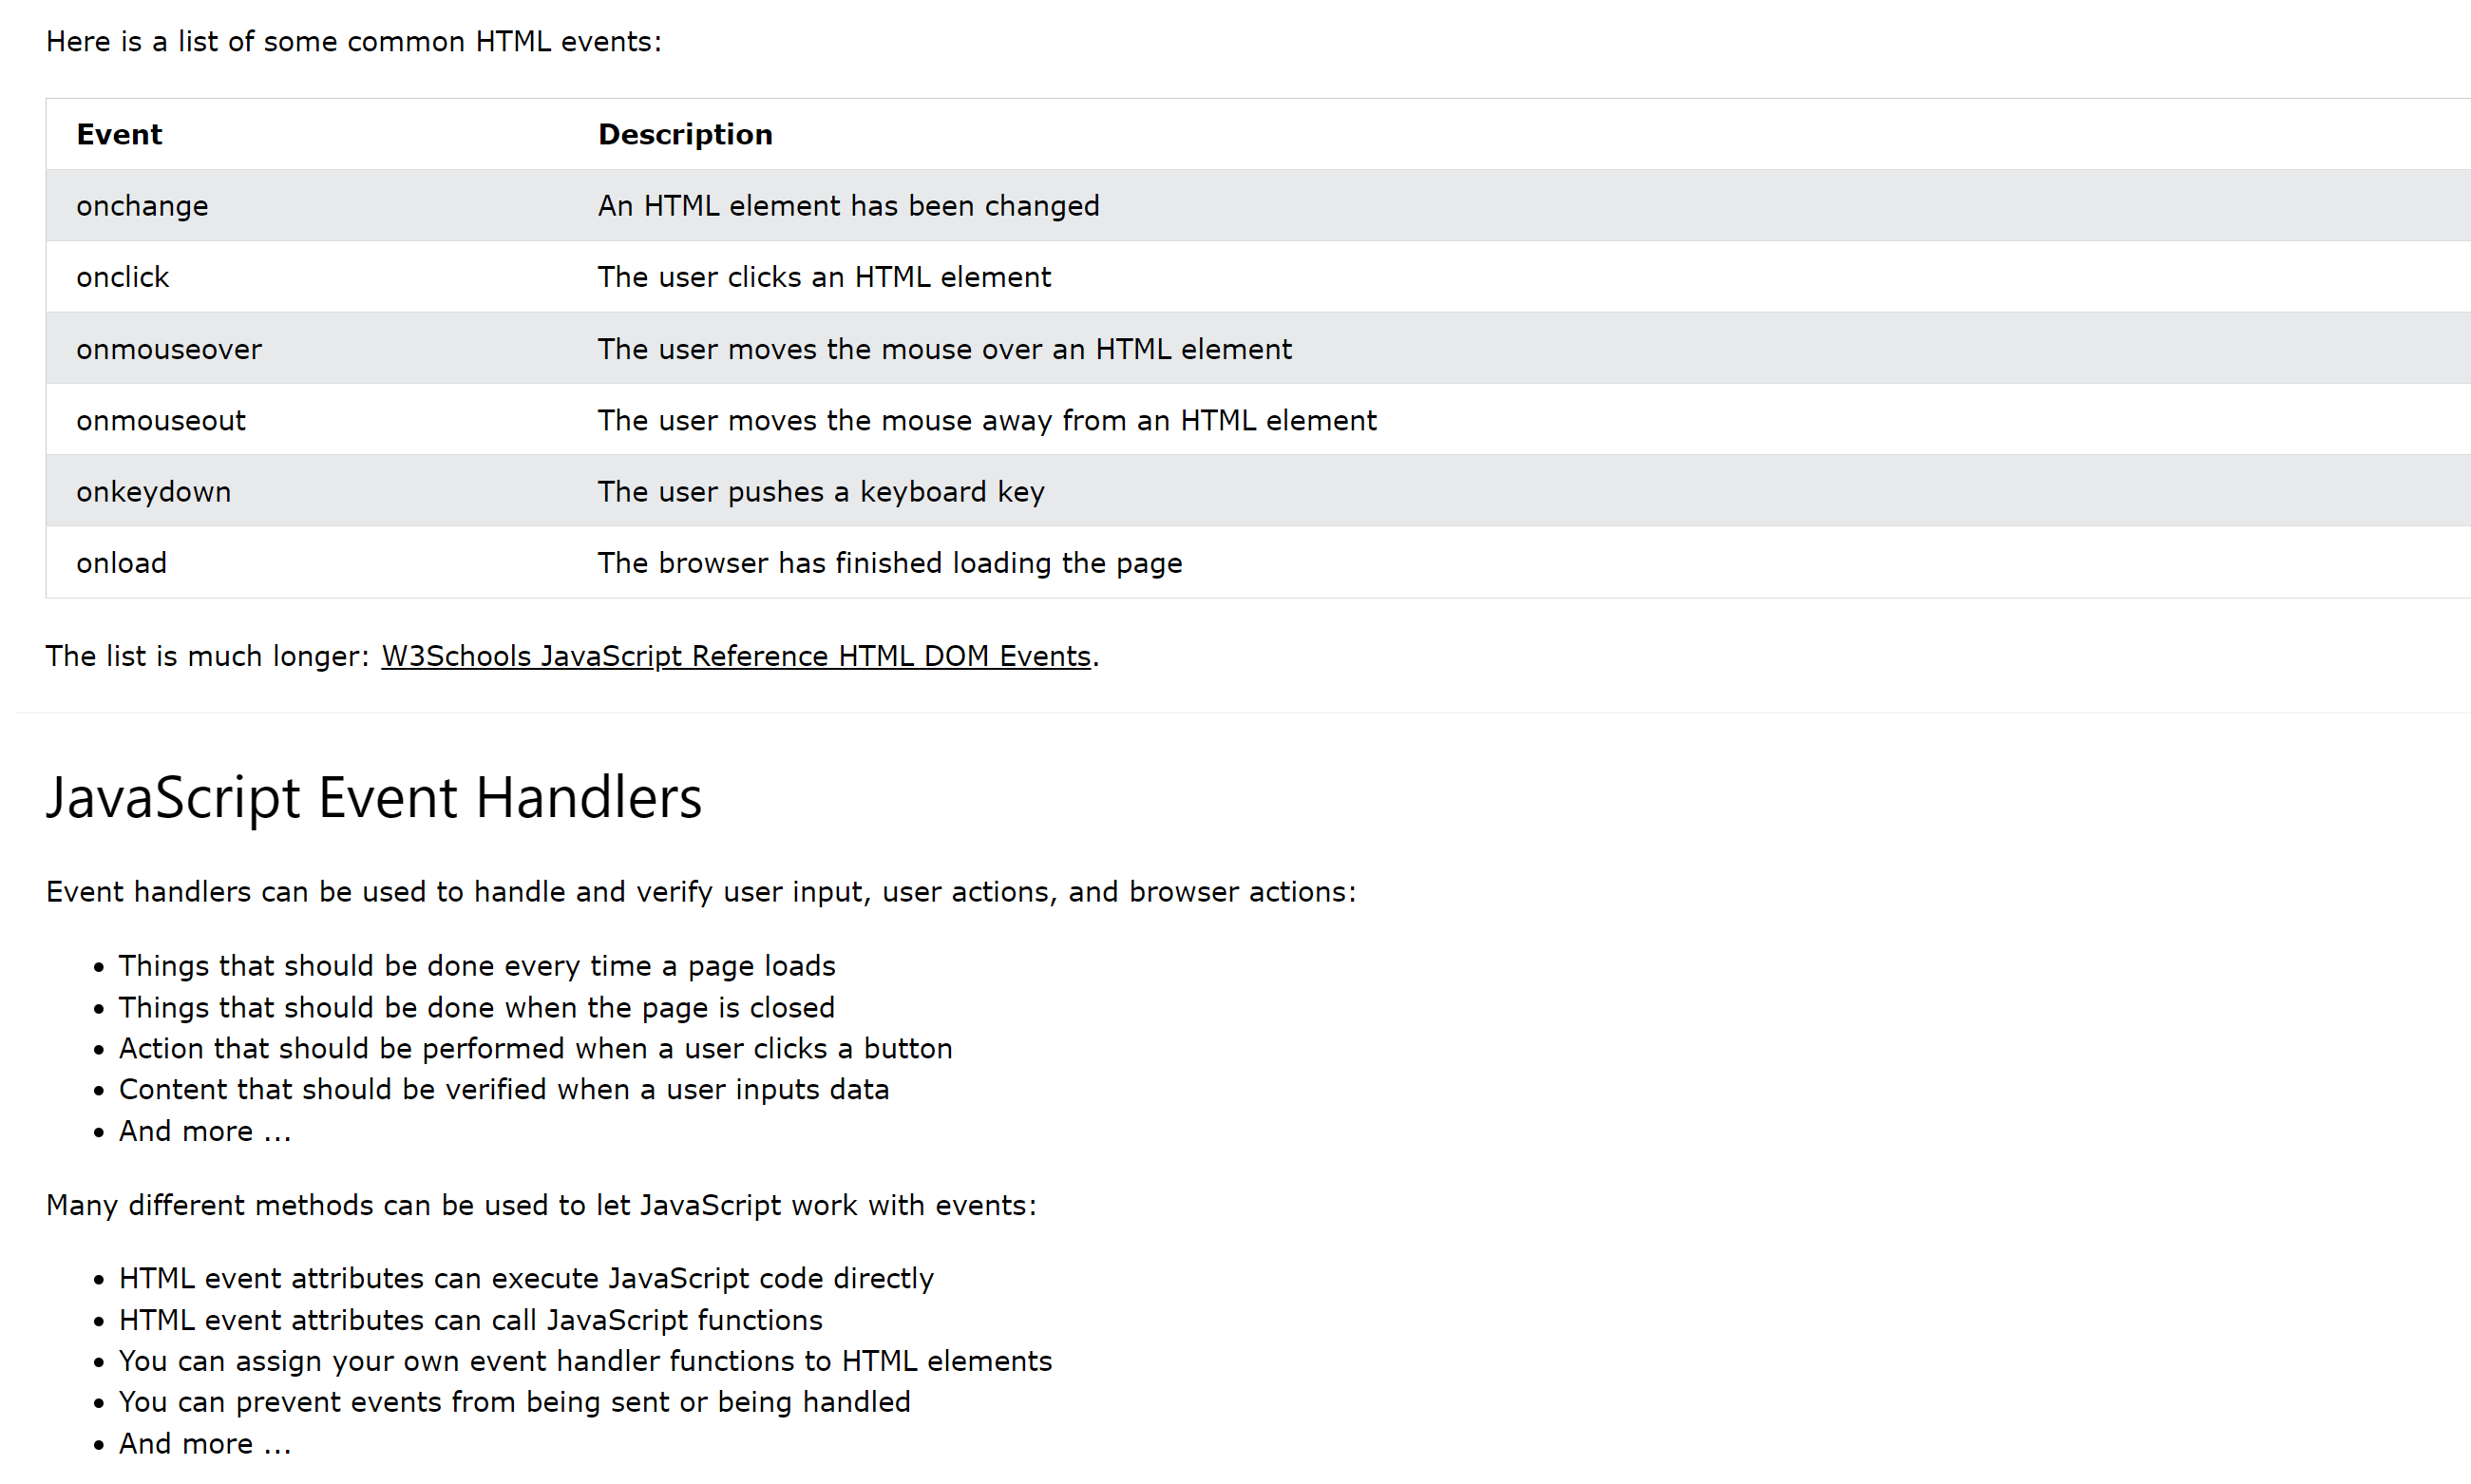 Here is a list of some common HTML events:
Event Description
onchange An HTML element has been changed
onclick The user clicks an HTML element
onmouseover The user moves the mouse over an HTML element
onmouseout The user moves the mouse away from an HTML element
onkeydown The user pushes a keyboard key
onload The browser has finished loading the page
The list is much longer: W3Schools JavaScript Reference HTML DOM Events.
JavaScript Event Handlers
Event handlers can be used to handle and verify user input, user actions, and browser actions:
• Things that should be done every time a page loads
• Things that should be done when the page is closed
• Action that should be performed when a user clicks a button
• Content that should be verified when a user inputs data
• And more ...
Many different methods can be used to let JavaScript work with events:
• HTML event attributes can execute JavaScript code directly
• HTML event attributes can call JavaScript functions
• You can assign your own event handler functions to HTML elements
• You can prevent events from being sent or being handled
• And more ...